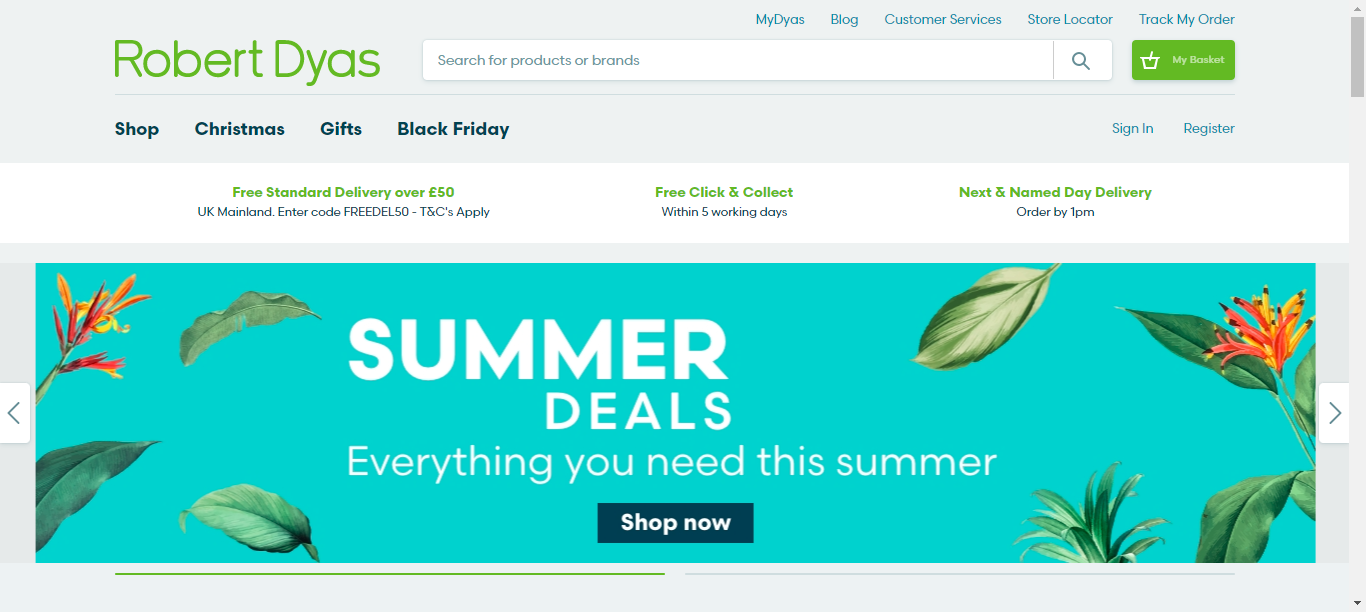 MyDyas Blog Customer Services Store Locator Track My Order
Robert Dyas
Search for products or brands
My Basket
Shop Christmas Gifts Black Friday
Sign In Register
Free Standard Delivery over £50
UK Mainland. Enter code FREEDEL50 - T&C's Apply
Free Click & Collect
Within 5 working days
Next & Named Day Delivery
Order by 1pm
SUMMER
DEALS
Everything you need this summer
Shop now